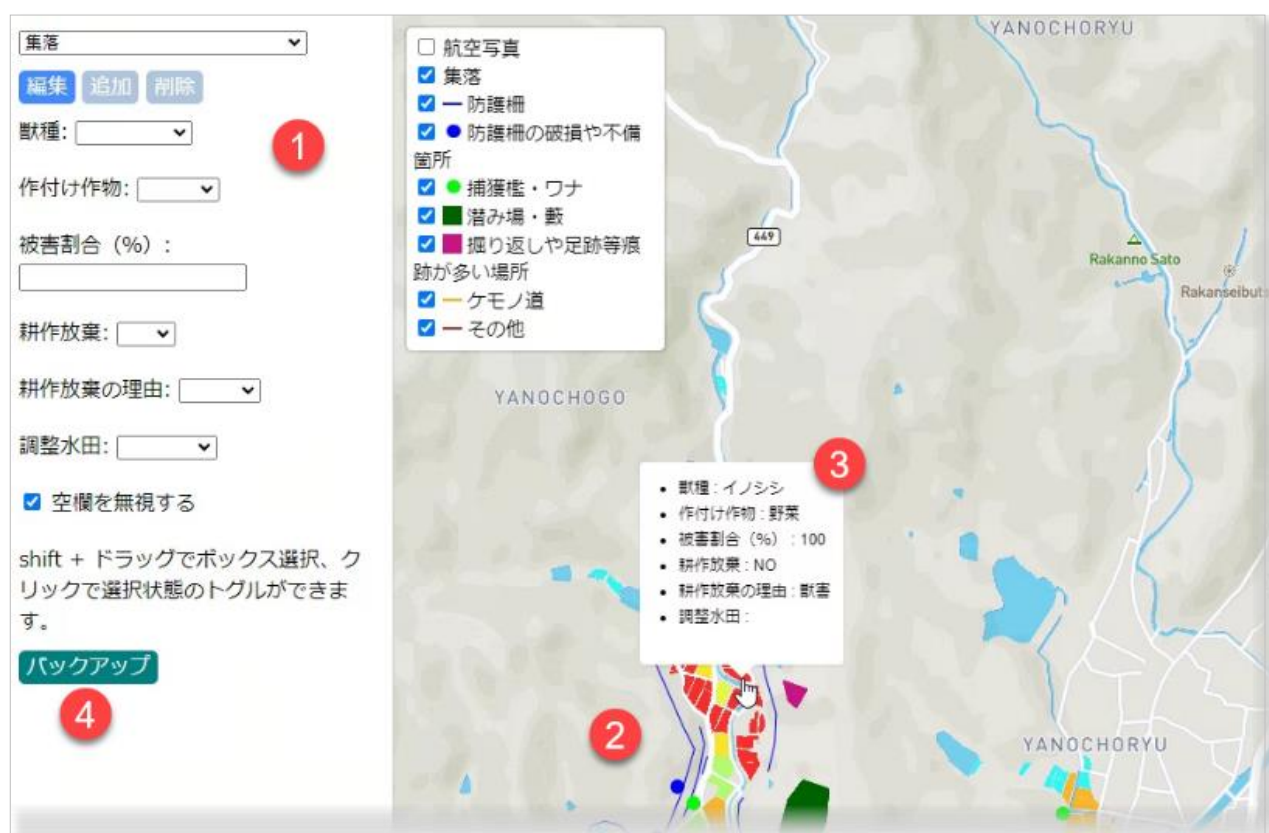 集落
編集 追加 削除
獣種:
作付け作物:
被害割合（%）:
耕作放棄:
耕作放棄の理由:
調整水田:
空欄を無視する
shift + ドラッグでボックス選択、ク
リックで選択状態のトグルができま
す。
バックアップ
1
4
航空写真
集落
防護柵
防護柵の破損や不備
箇所
捕獲檻・ワナ
潜み場・藪
掘り返しや足跡等痕
跡が多い場所
ケモノ道
その他
YANOCHORYU
449
Rakanno Sato
Rakanseibuts
YANOCHOGO
3
獣種 : イノシシ
作付け作物 : 野菜
被害割合（%） : 100
耕作放棄 : NO
耕作放棄の理由 : 獣害
調整水田 :
2
YANOCHORYU